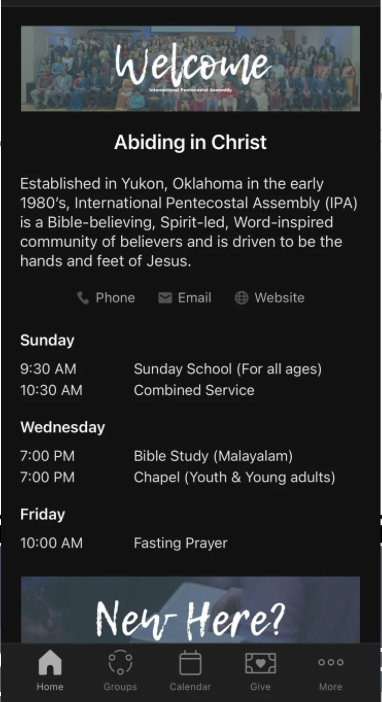 Welcome
International Pentecostal Assembly
Abiding in Christ
Established in Yukon, Oklahoma in the early
1980's, International Pentecostal Assembly (IPA)
is a Bible-believing, Spirit-led, Word-inspired
community of believers and is driven to be the
hands and feet of Jesus.
Phone Email Website
Sunday
9:30 AM Sunday School (For all ages)
10:30 AM Combined Service
Wednesday
7:00 PM Bible Study (Malayalam)
7:00 PM Chapel (Youth & Young adults)
Friday
10:00 AM Fasting Prayer
New Here?
Home Groups Calendar Give More